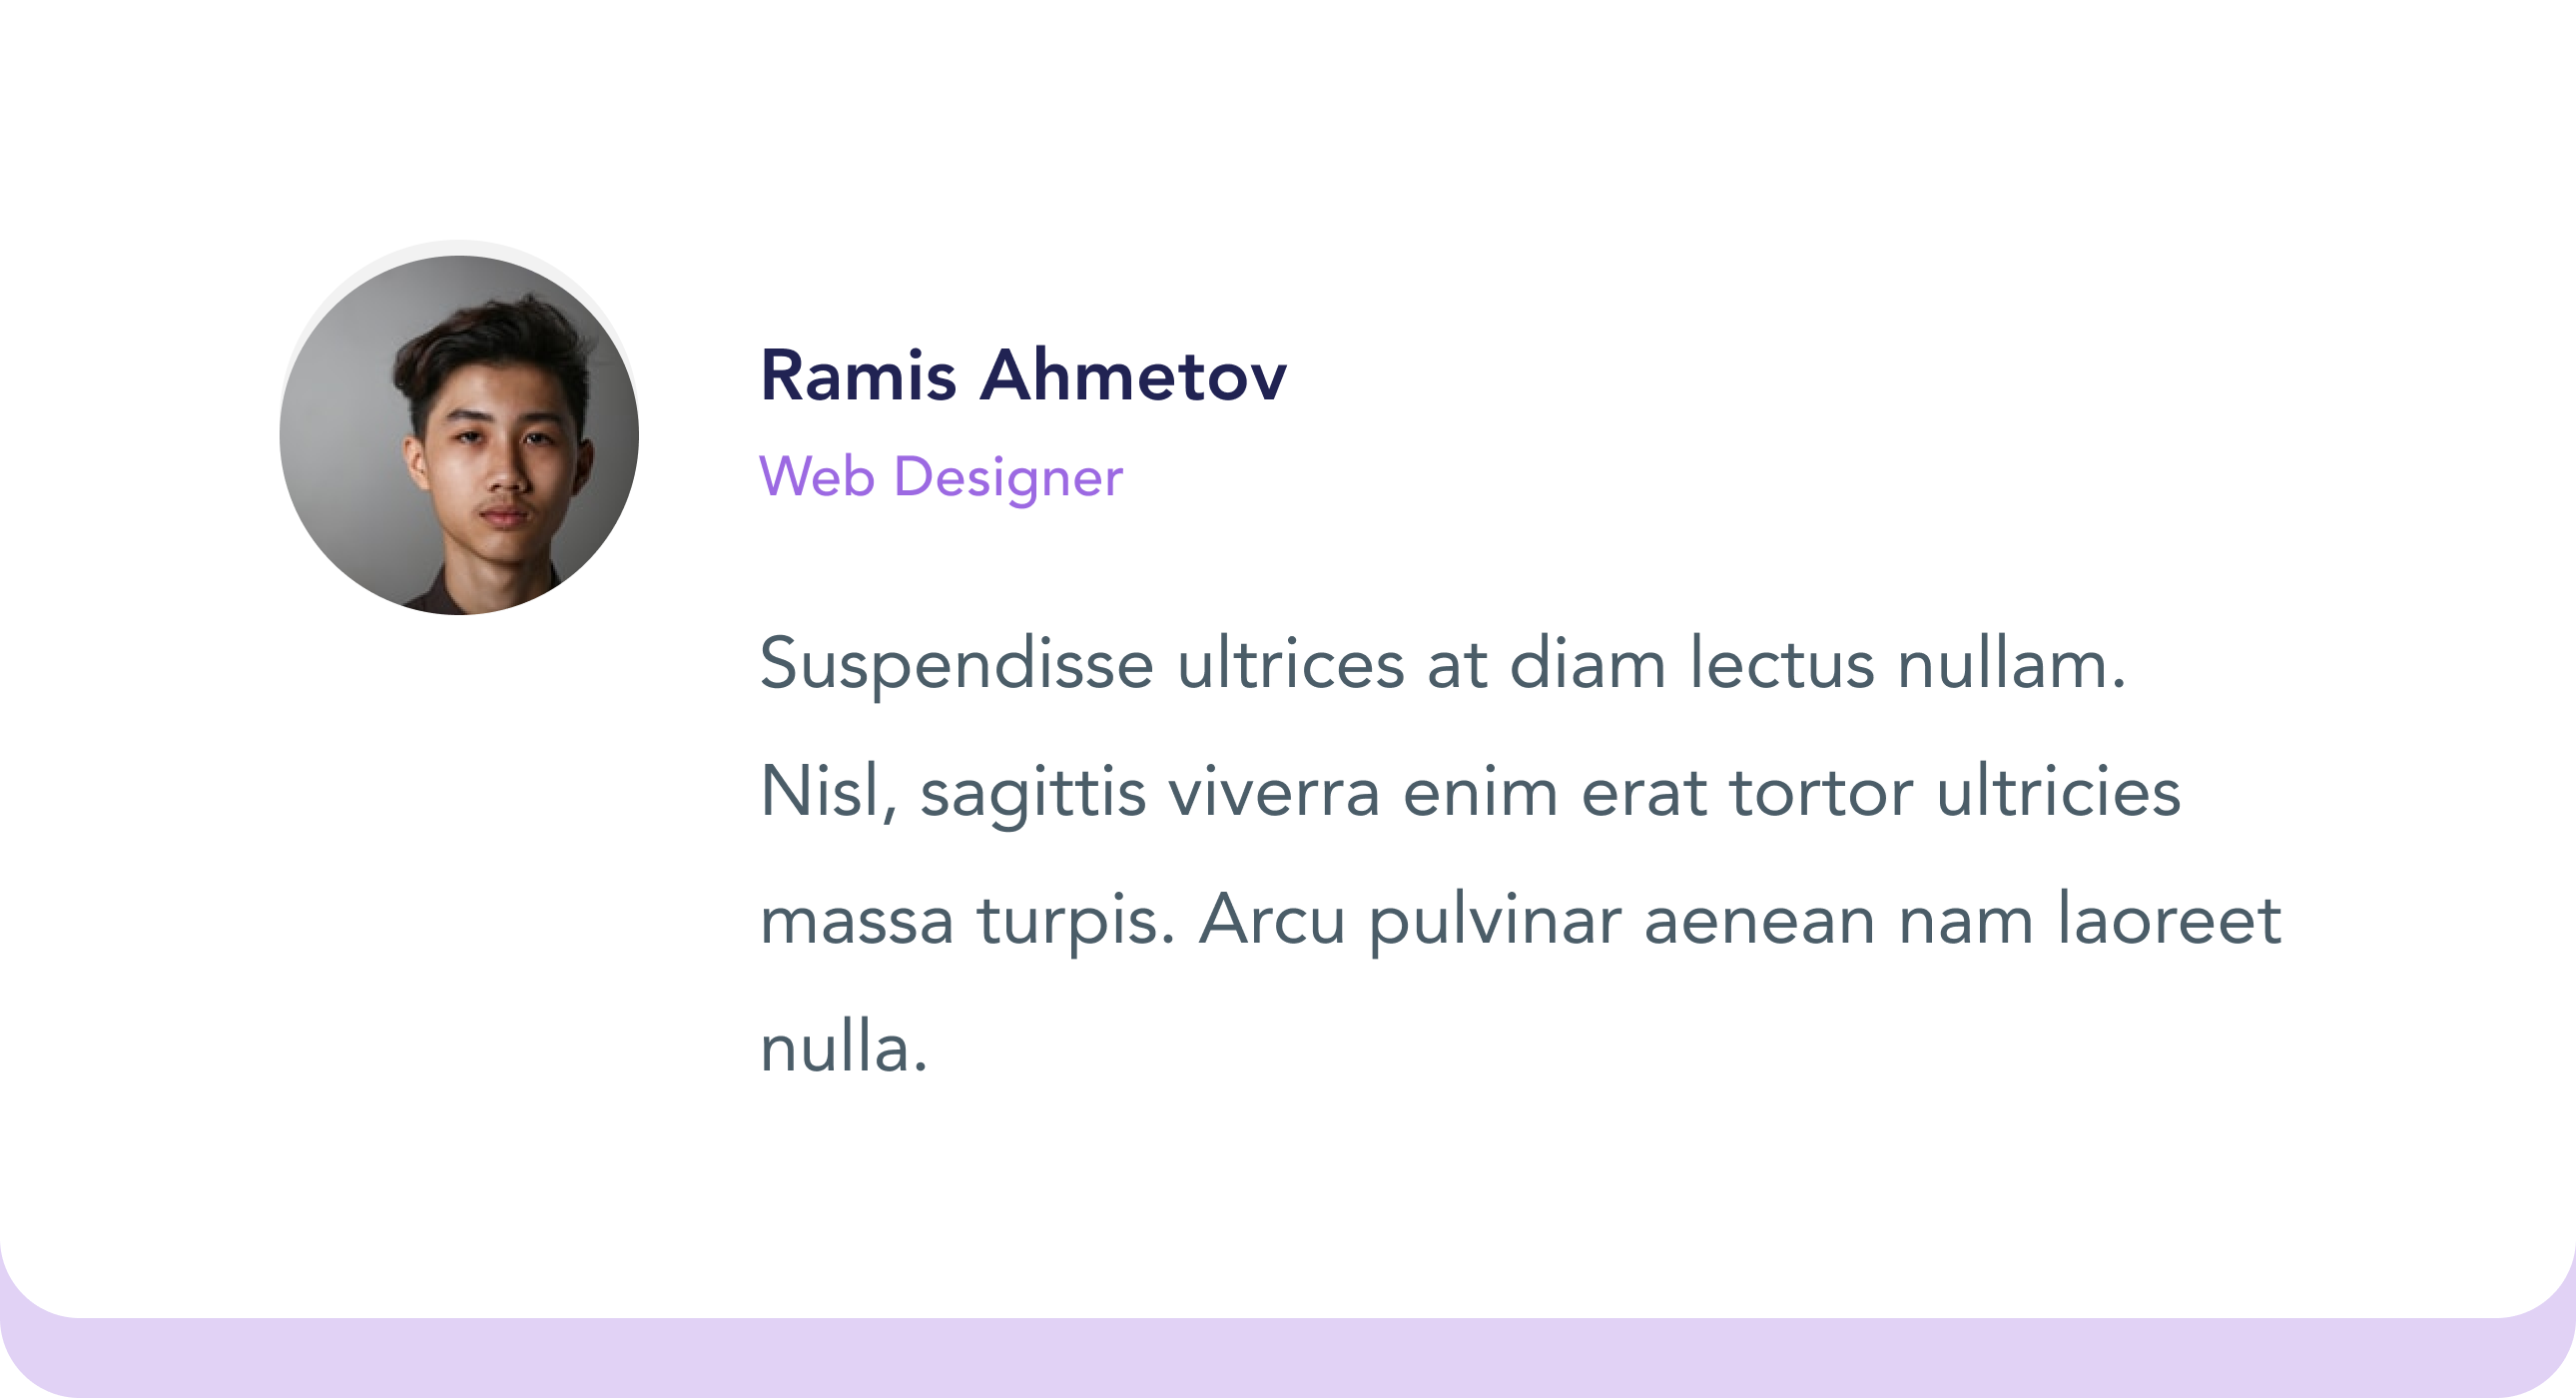 Ramis Ahmetov
Web Designer
Suspendisse ultrices at diam lectus nullam.
Nisl, sagittis viverra enim erat tortor ultricies
massa turpis. Arcu pulvinar aenean nam laoreet
nulla.